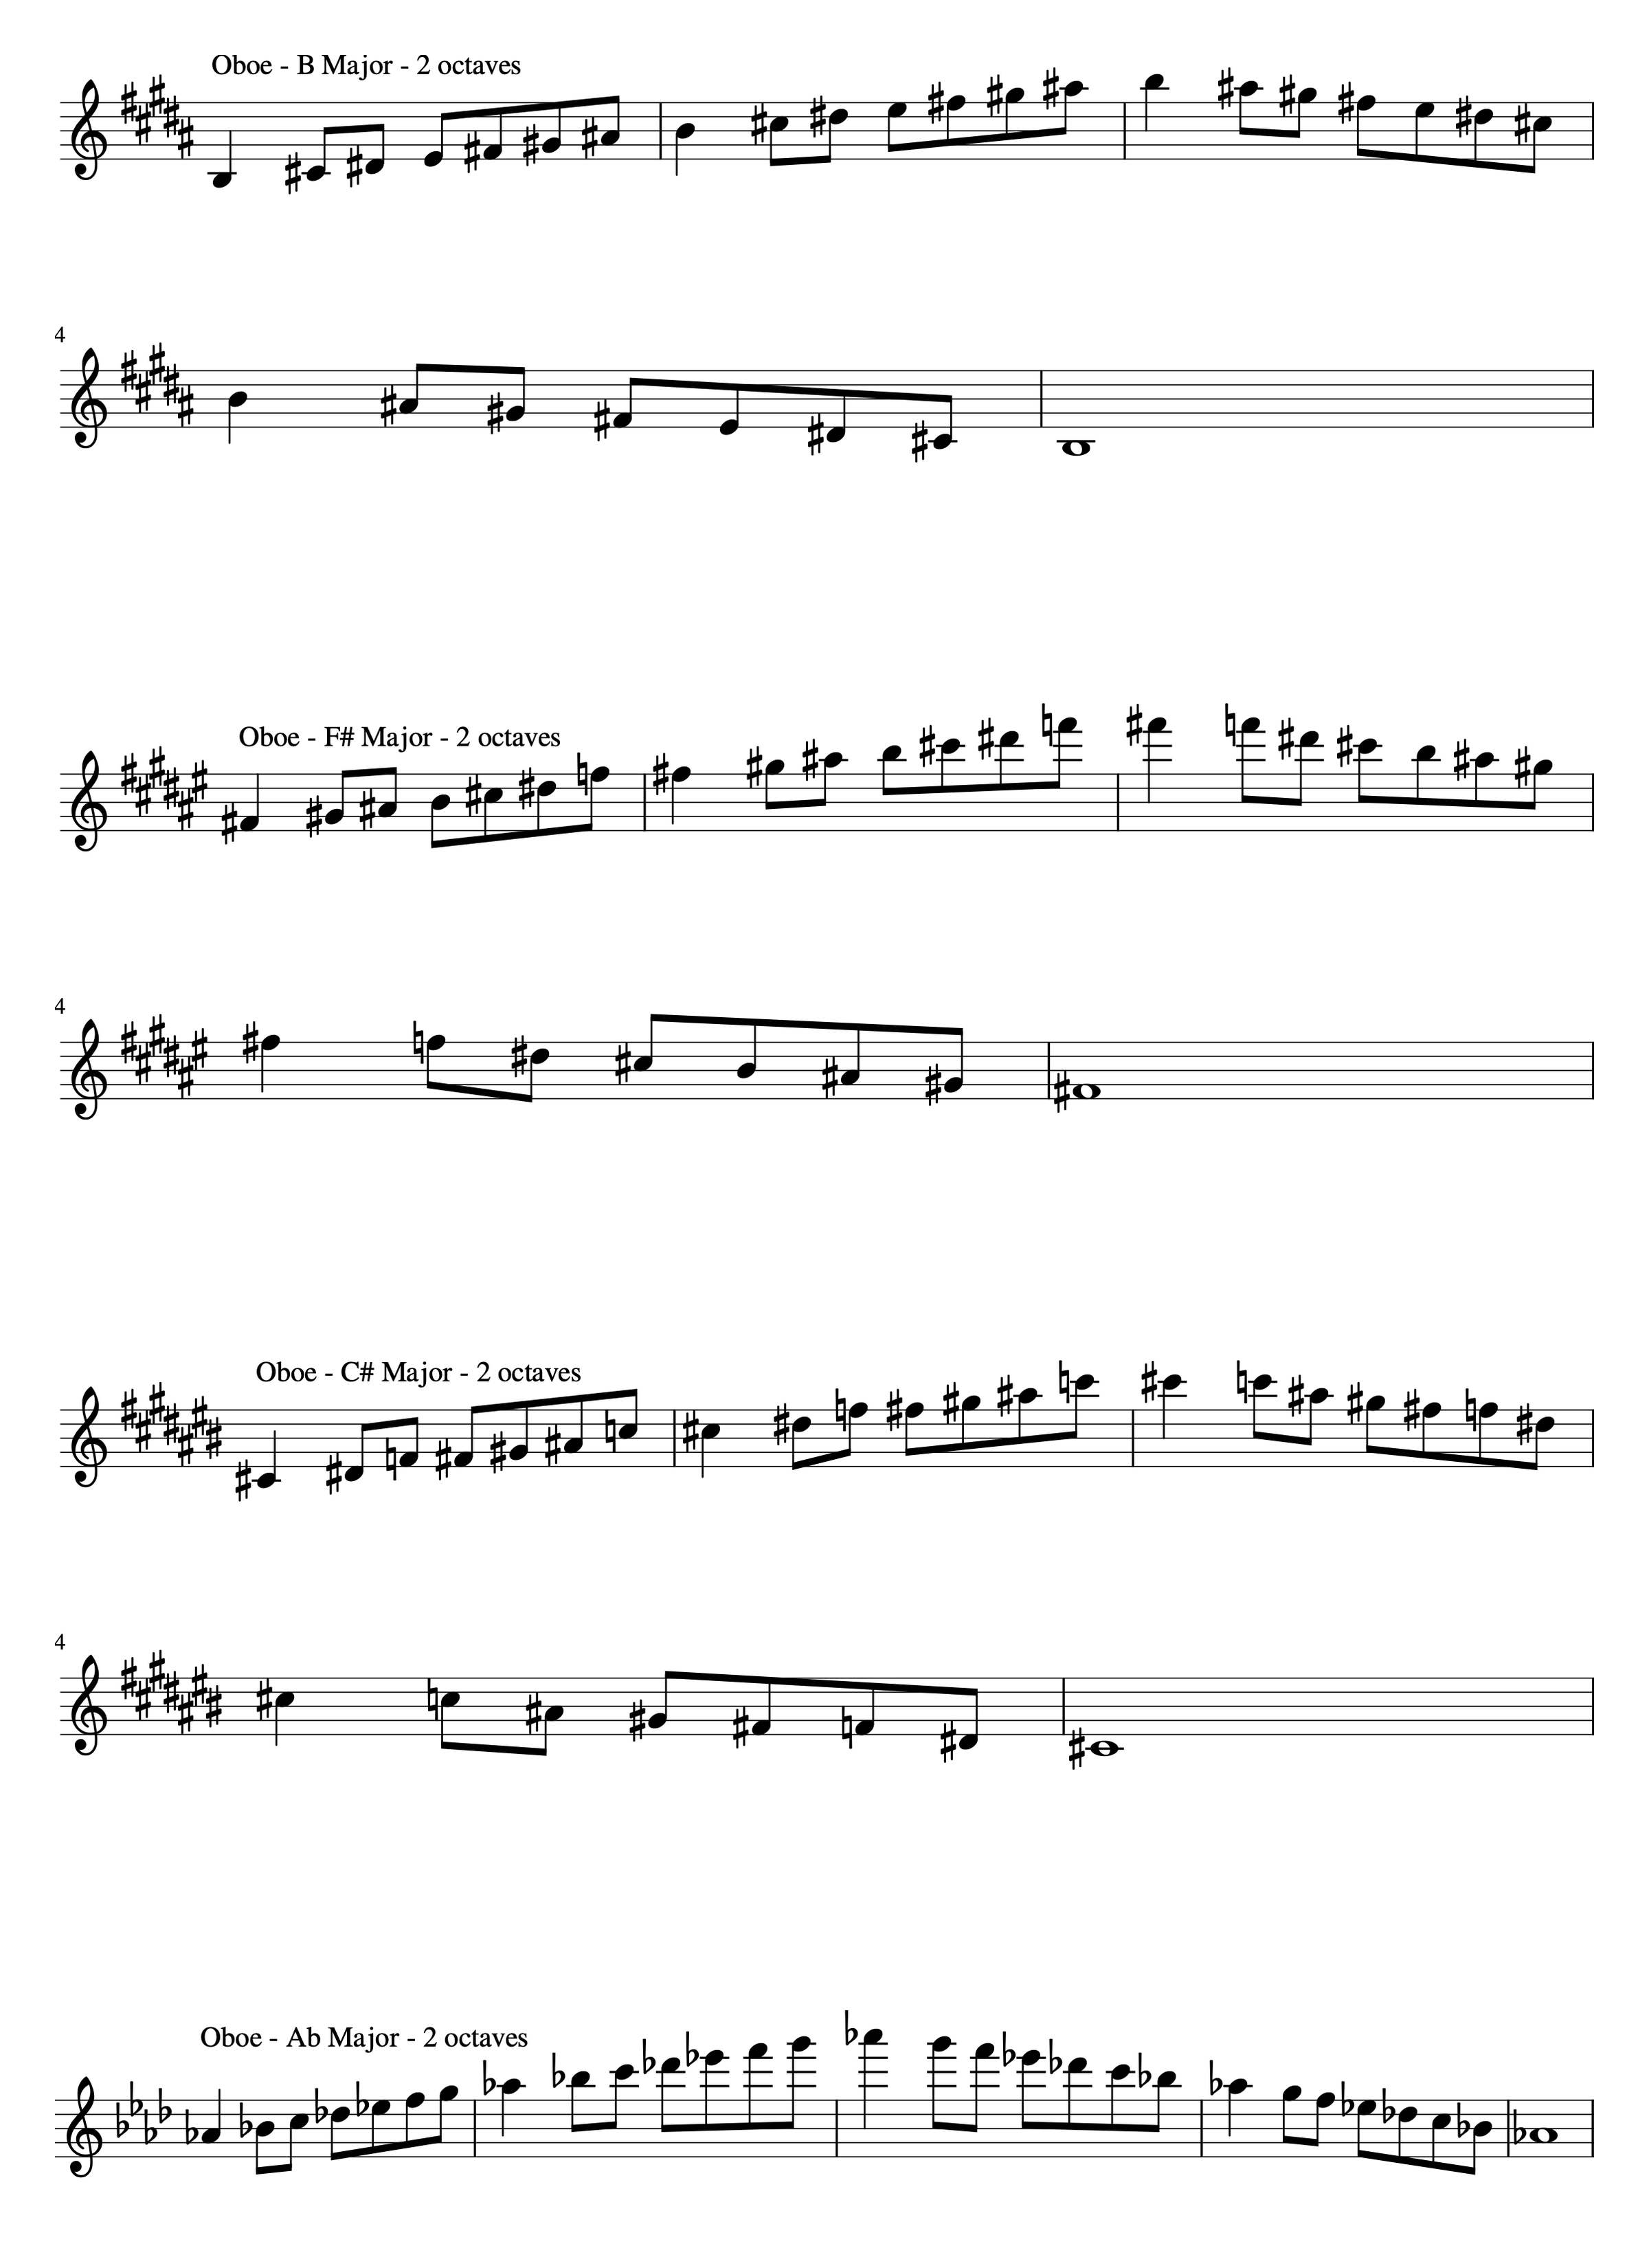 Oboe - B Major - 2 octaves
4
Oboe - F# Major - 2 octaves
4
Oboe - C# Major - 2 octaves
4
Oboe - Ab Major - 2 octaves